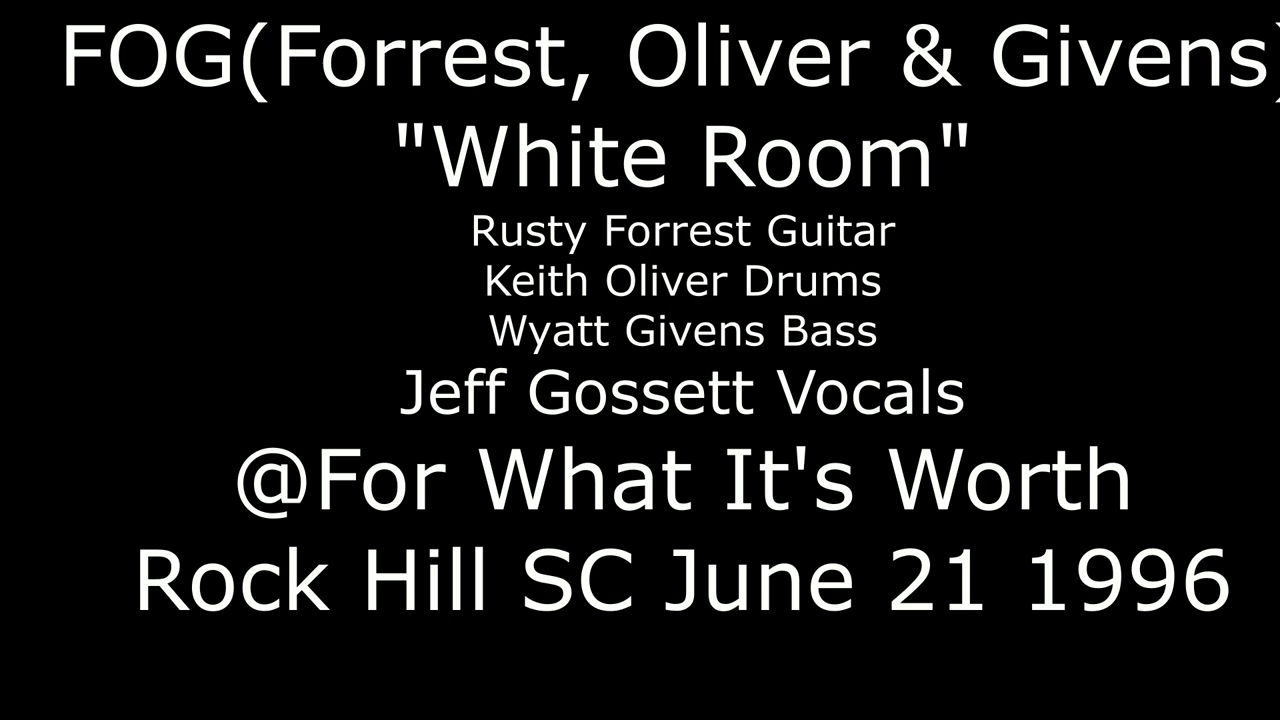 FOG(Forrest, Oliver & Givens)
"White Room"
Rusty Forrest Guitar
Keith Oliver Drums
Wyatt Givens Bass
Jeff Gossett Vocals
@For What It's Worth
Rock Hill SC June 21 1996